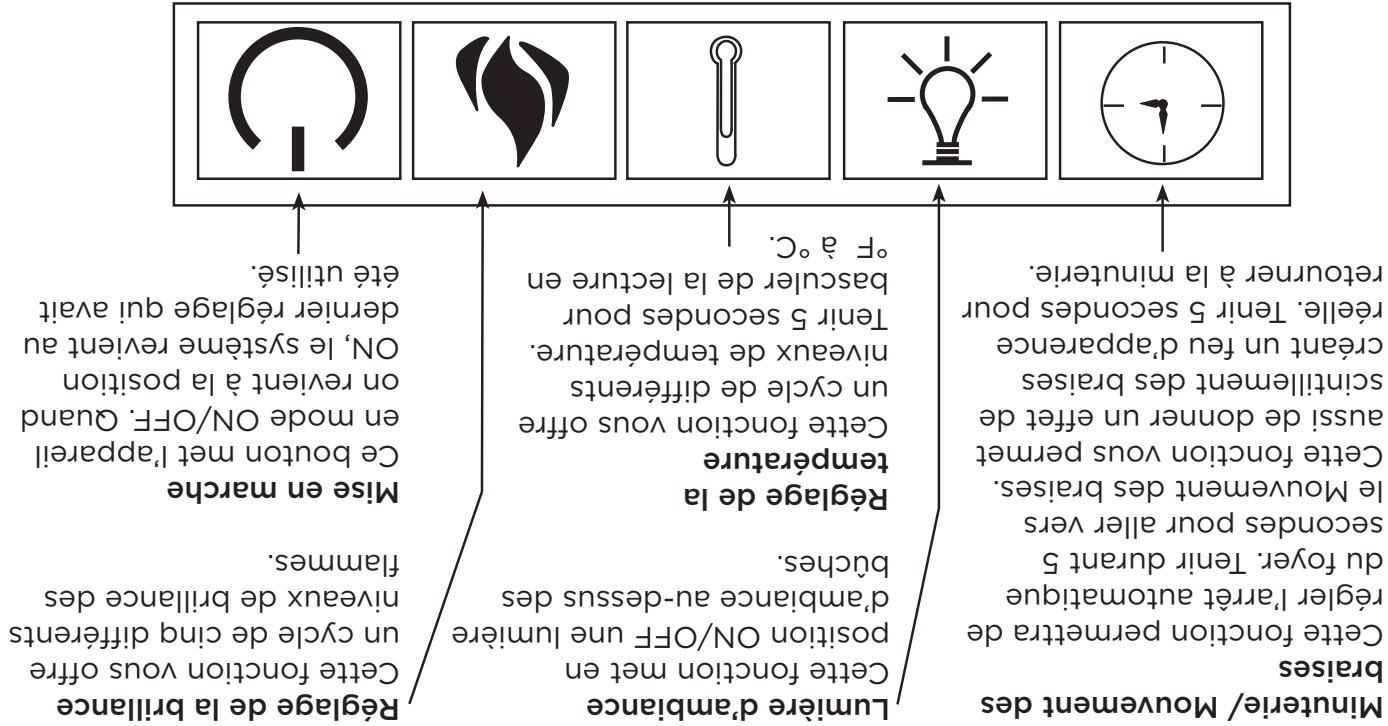 Minuterie/ Mouvement des
braises
Cette fonction permettra de
régler l'arrêt automatique
du foyer. Tenir durant 5
secondes pour aller vers
le Mouvement des braises.
Cette fonction vous permet
aussi de donner un effet de
scintillement des braises
créant un feu d'apparence
réelle. Tenir 5 secondes pour
retourner à la minuterie.
Lumière d'ambiance
Cette fonction met en
position ON/OFF une lumière
d'ambiance au-dessus des
bûches.
Réglage de la
température
Cette fonction vous offre
un cycle de différents
niveaux de température.
Tenir 5 secondes pour
basculer de la lecture en
°F à °C.
Réglage de la brillance
Cette fonction vous offre
un cycle de cinq différents
niveaux de brillance des
flammes.
Mise en marche
Ce bouton met l'appareil
en mode ON/OFF. Quand
on revient à la position
ON, le système revient au
dernier réglage qui avait
été utilisé.